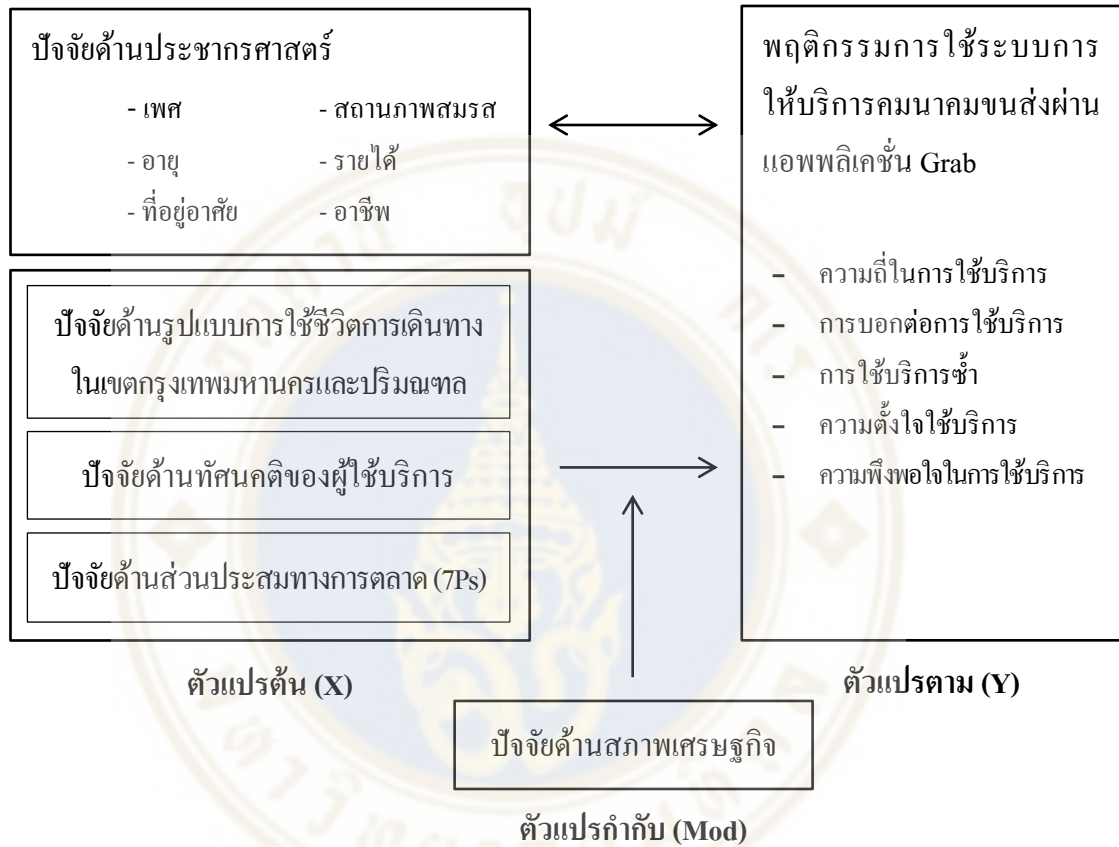 ปัจจัยด้านประชากรศาสตร์
- เพศ - สถานภาพสมรส
- อายุ - รายได้
- ที่อยู่อาศัย - อาชีพ
ปัจจัยด้านรูปแบบการใช้ชีวิตการเดินทาง
ในเขตกรุงเทพมหานครและปริมณฑล
ปัจจัยด้านทัศนคติของผู้ใช้บริการ
ปัจจัยด้านส่วนประสมทางการตลาด (7Ps)
ตัวแปรต้น (X)
พฤติกรรมการใช้ระบบการ
ให้บริการคมนาคมขนส่งผ่าน
แอพพลิเคชั่น Grab
- ความถี่ในการใช้บริการ
- การบอกต่อการใช้บริการ
- การใช้บริการซ้ำ
- ความตั้งใจใช้บริการ
- ความพึงพอใจในการใช้บริการ
ตัวแปรตาม (Y)
ปัจจัยด้านสภาพเศรษฐกิจ
ตัวแปรกำกับ (Mod)